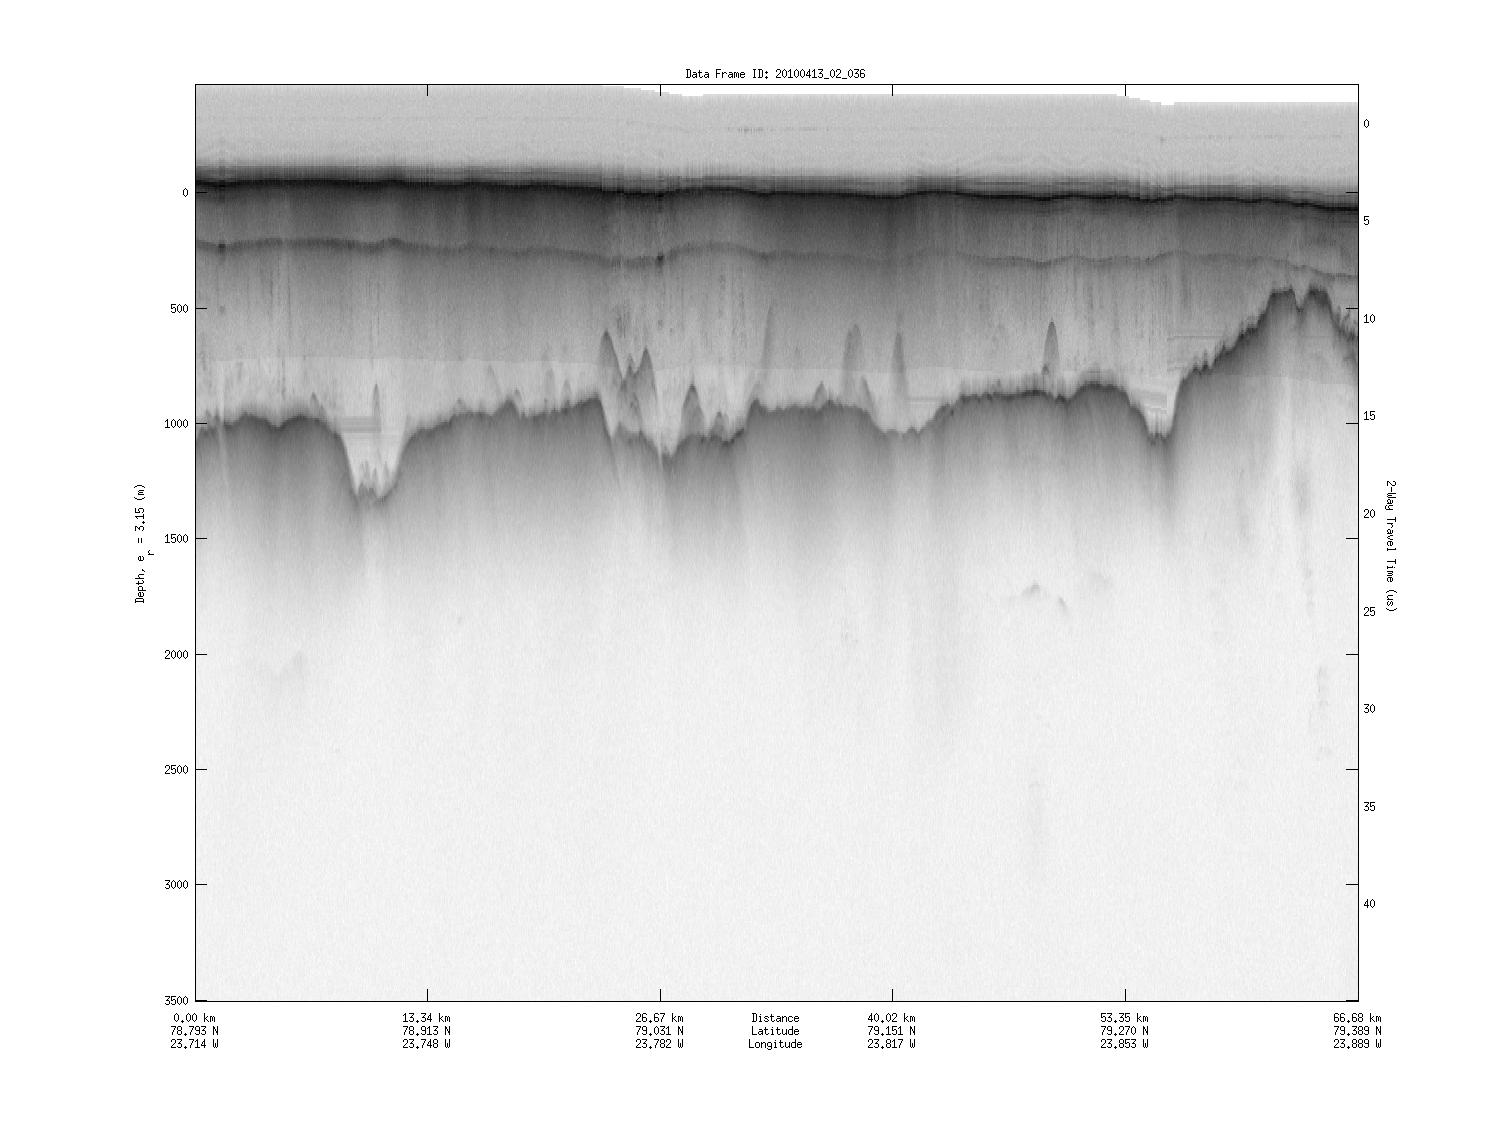 Data Frame ID: 20100413_02_036
0
500
1000
1500
2000
2500
3000
3500
Depth, e_r = 3.15 (m)
0
5
10
15
20
25
30
35
40
2-Way Travel Time (us)
0.00 km 13.34 km 26.67 km Distance 40.02 km 53.35 km 66.68 km
78.793 N 78.913 N 79.031 N Latitude 79.151 N 79.270 N 79.389 N
23.714 W 23.748 W 23.782 W Longitude 23.817 W 23.853 W 23.889 W